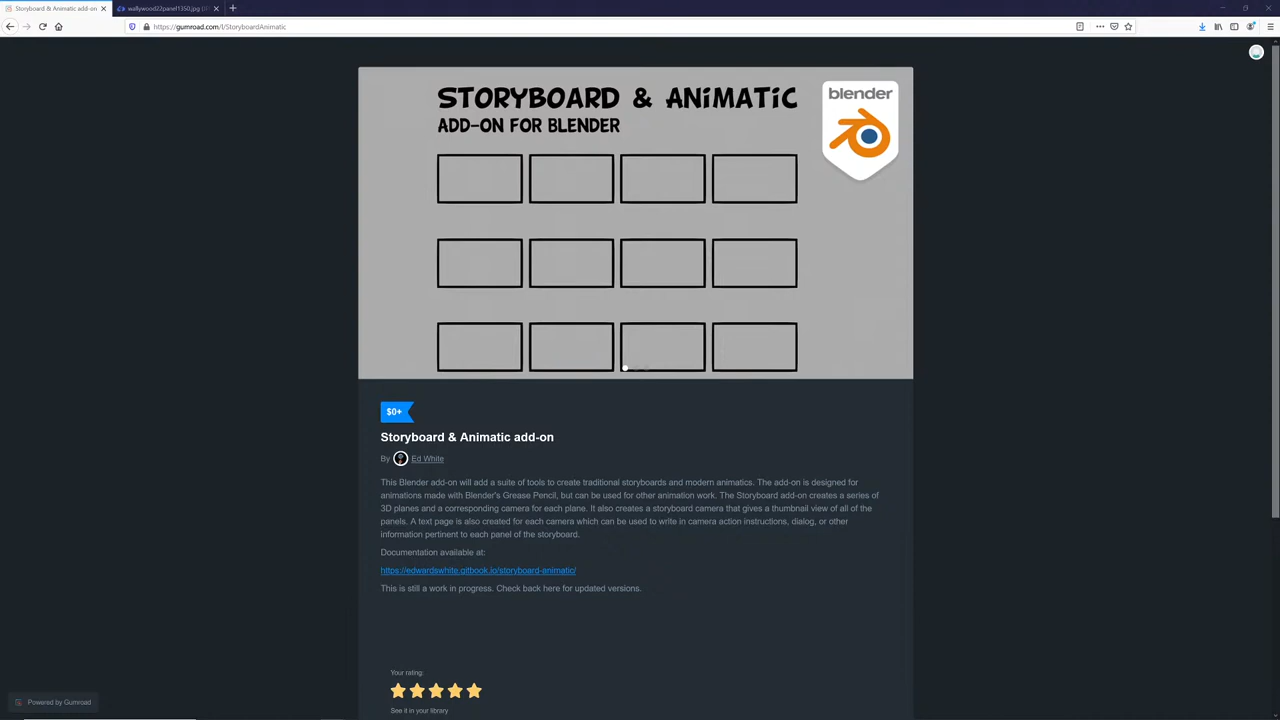 Storyboard & Animatic add-on
wallywood22panel1350.jpg
https://gumroad.com/l/StoryboardAnimatic
STORYBOARD & ANiMATiC
ADD-ON FOR BLENDER
blender
$0+
Storyboard & Animatic add-on
By Ed White
This Blender add-on will add a suite of tools to create traditional storyboards and modern animatics. The add-on is designed for
animations made with Blender's Grease Pencil, but can be used for other animation work. The Storyboard add-on creates a series of
3D planes and a corresponding camera for each plane. It also creates a storyboard camera that gives a thumbnail view of all of the
panels. A text page is also created for each camera which can be used to write in camera action instructions, dialog, or other
information pertinent to each panel of the storyboard.
Documentation available at:
https://edwardswhite.gitbook.io/storyboard-animatic/
This is still a work in progress. Check back here for updated versions.
Your rating:
See it in your library
Powered by Gumroad